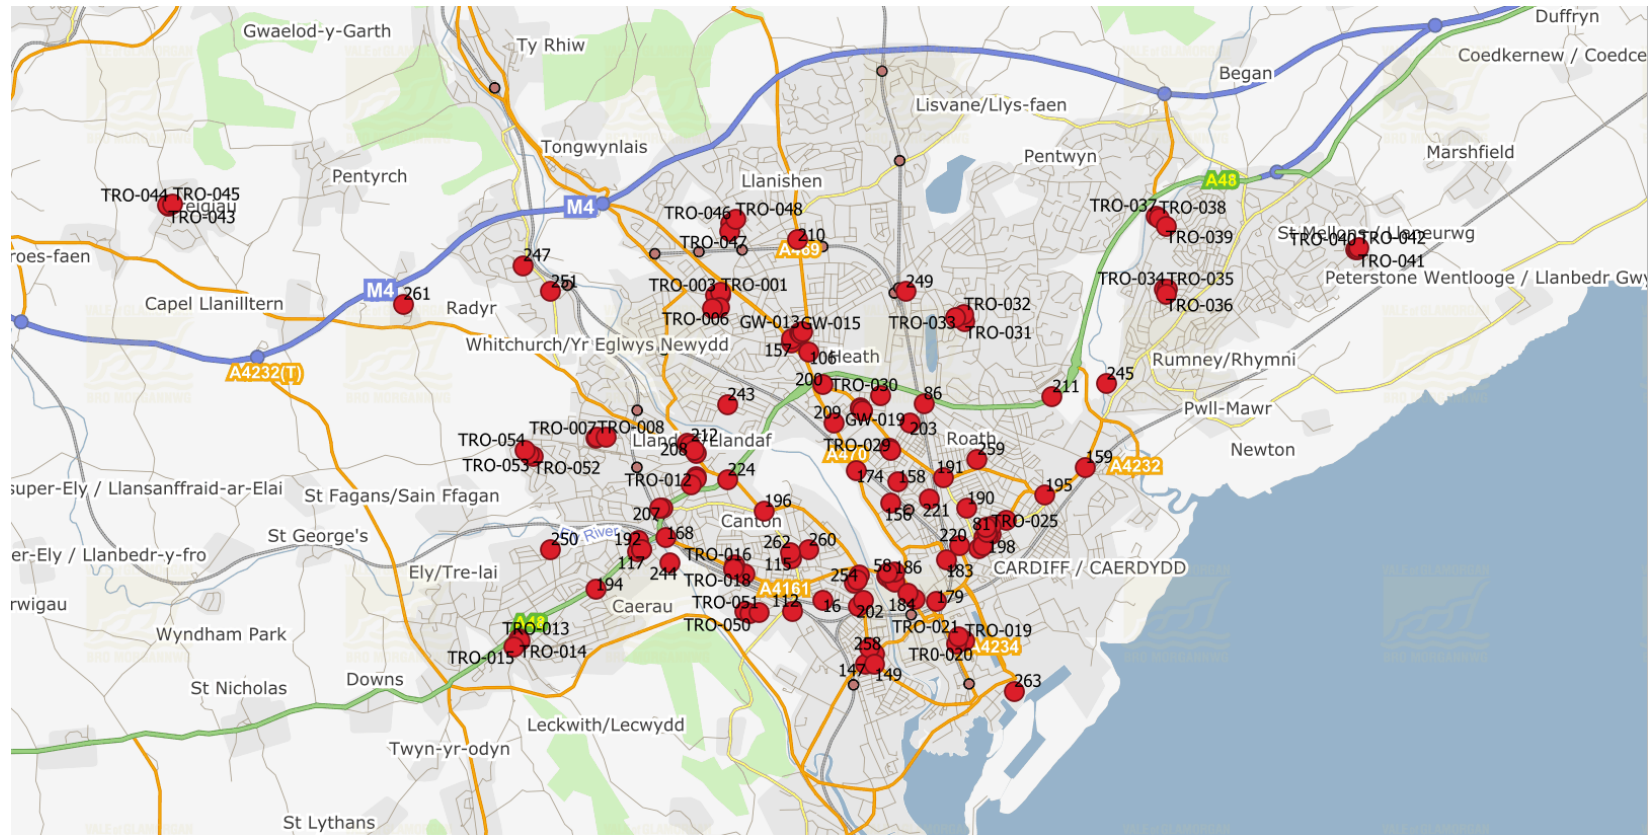 Duffryn
Gwaelod-y-Garth
Ty Rhiw
Coedkernew / Coedce
Began
Lisvane/Llys-faen
Tongwynlais
Marshfield
Pentwyn
Pentyrch
Llanishen
A48
TRO-044
TRO-045
TRO-043
M4
TRO-046
TRO-048
TRO-047
210
A469
TRO-037
TRO-038
TRO-039
TRO-040
TRO-042
TRO-041
roes-faen
247
251
249
Peterstone Wentlooge / Llanbedr Gwy
M4
261
Capel Llanilltern
Radyr
TRO-003
TRO-001
TRO-006
TRO-032
TRO-033
TRO-031
TRO-034
TRO-035
TRO-036
GW-013
GW-015
157
106
Heath
Whitchurch/Yr Eglwys Newydd
Rumney/Rhymni
A4232(T)
200
TRO-030
243
86
211
245
209
GW-019
203
Pwll-Mawr
Newton
TRO-007
TRO-008
TRO-054
TRO-053
TRO-052
212
208
TRO-029
A470
Roath
259
159
A4232
super-Ely / Llansanffraid-ar-Elai
St Fagans/Sain Ffagan
TRO-012
224
174
158
191
195
207
196
156
221
190
Canton
81
TRO-025
St George's
Ely River
er-Ely / Llanbedr-y-fro
250
192
117
168
262
260
220
198
Ely/Tre-lai
244
TRO-016
TRO-018
115
254
58
186
183
CARDIFF / CAERDYDD
194
A4161
rwigau
Caerau
TRO-051
TRO-050
112
16
202
184
179
Wyndham Park
A48
TRO-013
TRO-014
TRO-015
TRO-021
TRO-019
TR0-020
A4234
258
147
149
263
St Nicholas
Downs
Leckwith/Lecwydd
Twyn-yr-odyn
St Lythans